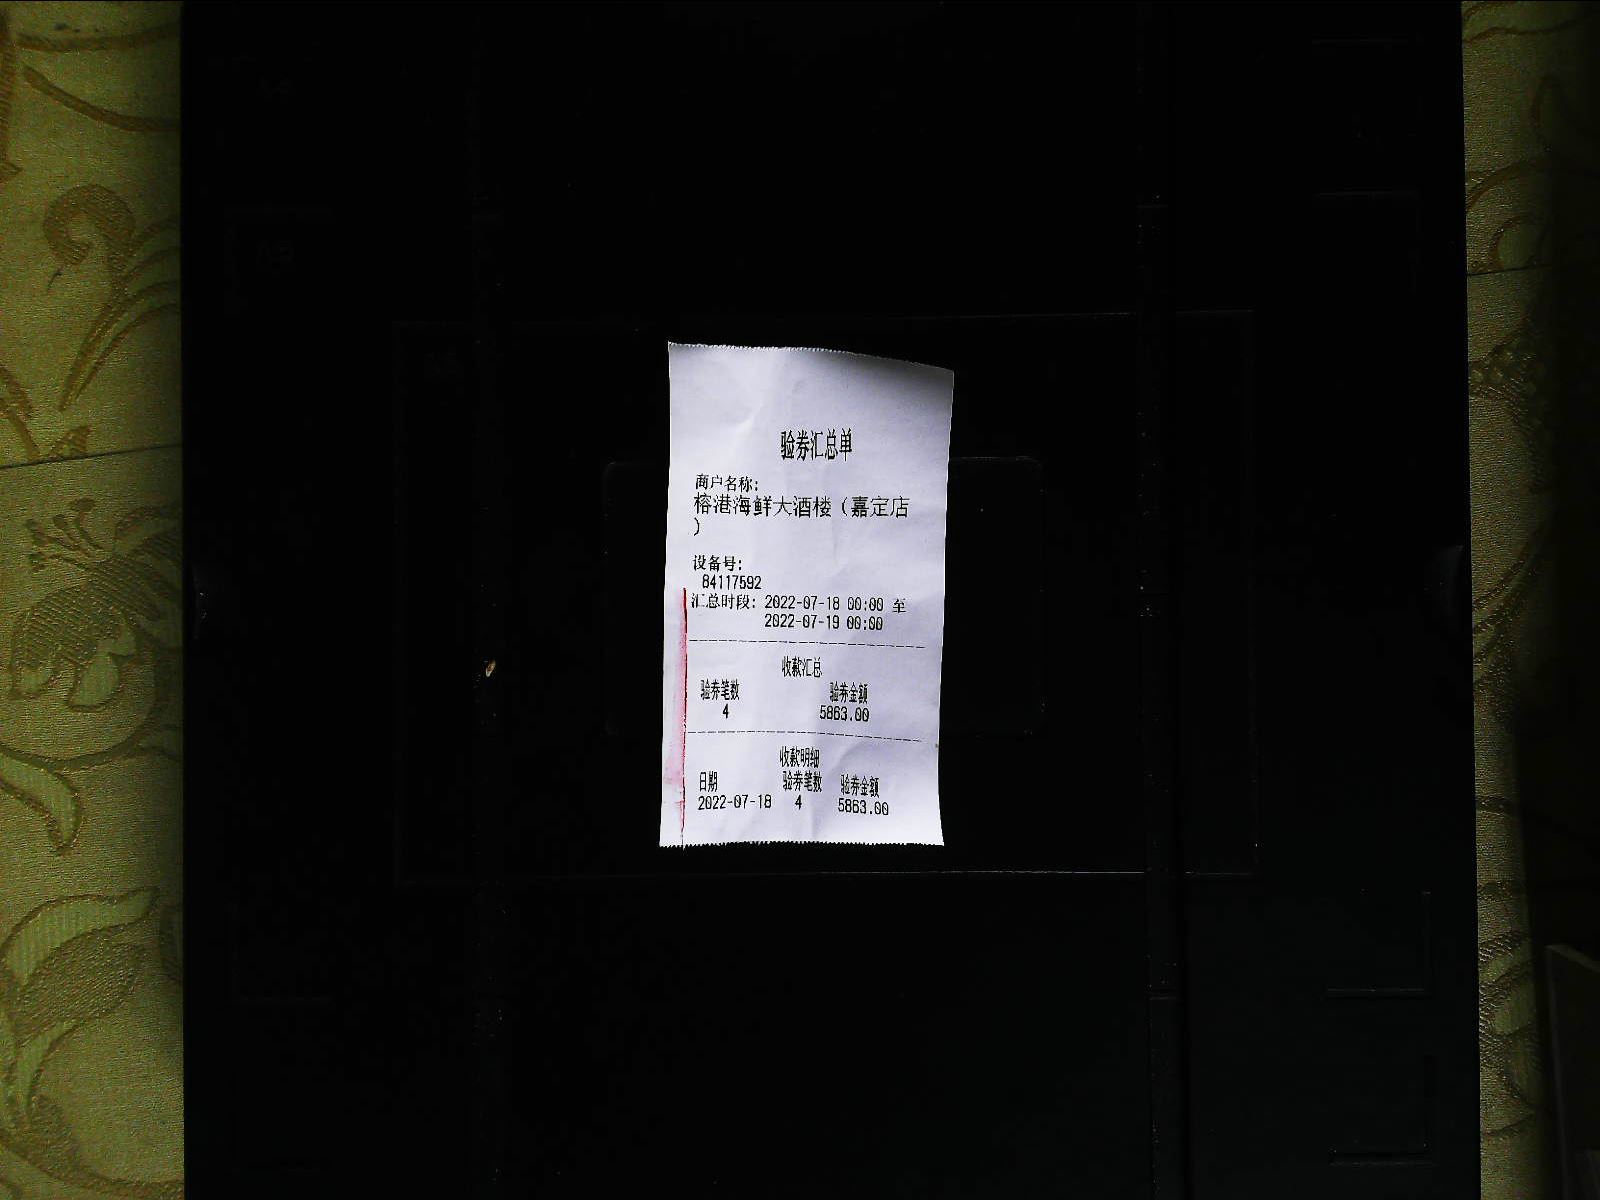 验券汇总单
商户名称:
榕港海鲜大酒楼（嘉定店
）
设备号:
84117592
汇总时段: 2022-07-18 00:00 至
2022-07-19 00:00
收款汇总
验券笔数 验券金额
4 5863.00
收款明细
日期 验券笔数 验券金额
2022-07-18 4 5863.00